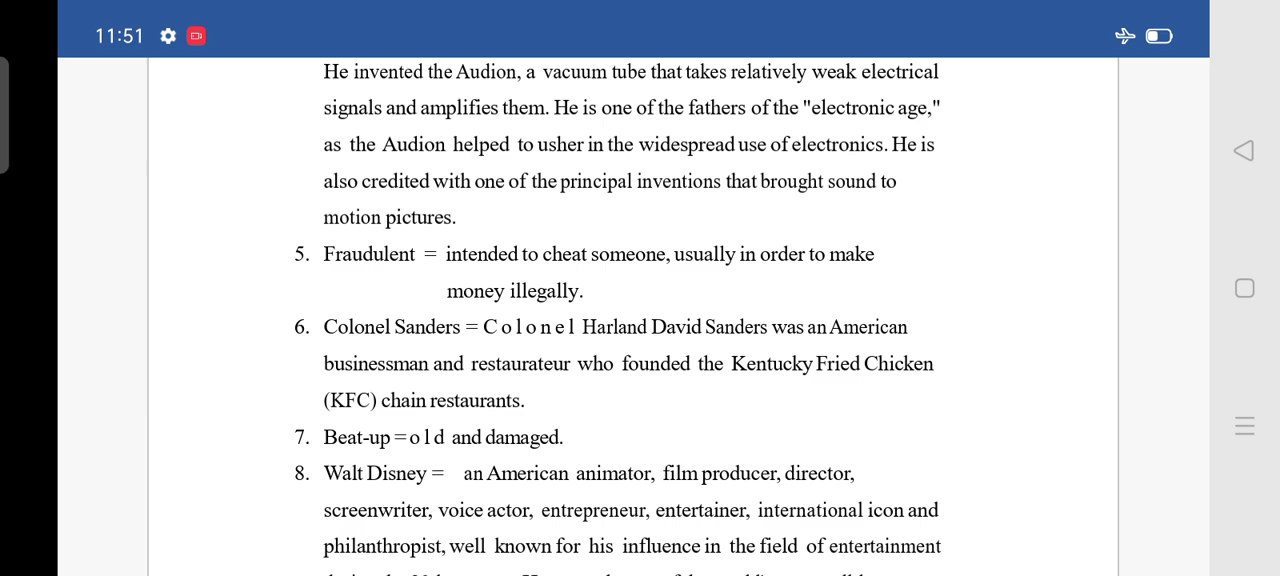 11:51
He invented the Audion, a vacuum tube that takes relatively weak electrical
signals and amplifies them. He is one of the fathers of the "electronic age,"
as the Audion helped to usher in the widespread use of electronics. He is
also credited with one of the principal inventions that brought sound to
motion pictures.
5. Fraudulent = intended to cheat someone, usually in order to make
money illegally.
6. Colonel Sanders = C o l o n e l Harland David Sanders was an American
businessman and restaurateur who founded the Kentucky Fried Chicken
(KFC) chain restaurants.
7. Beat-up = o l d and damaged.
8. Walt Disney = an American animator, film producer, director,
screenwriter, voice actor, entrepreneur, entertainer, international icon and
philanthropist, well known for his influence in the field of entertainment